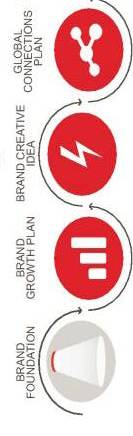 BRAND
FOUNDATION
BRAND
GROWTH PLAN
BRAND CREATIVE
IDEA
GLOBAL
CONNECTIONS
PLAN